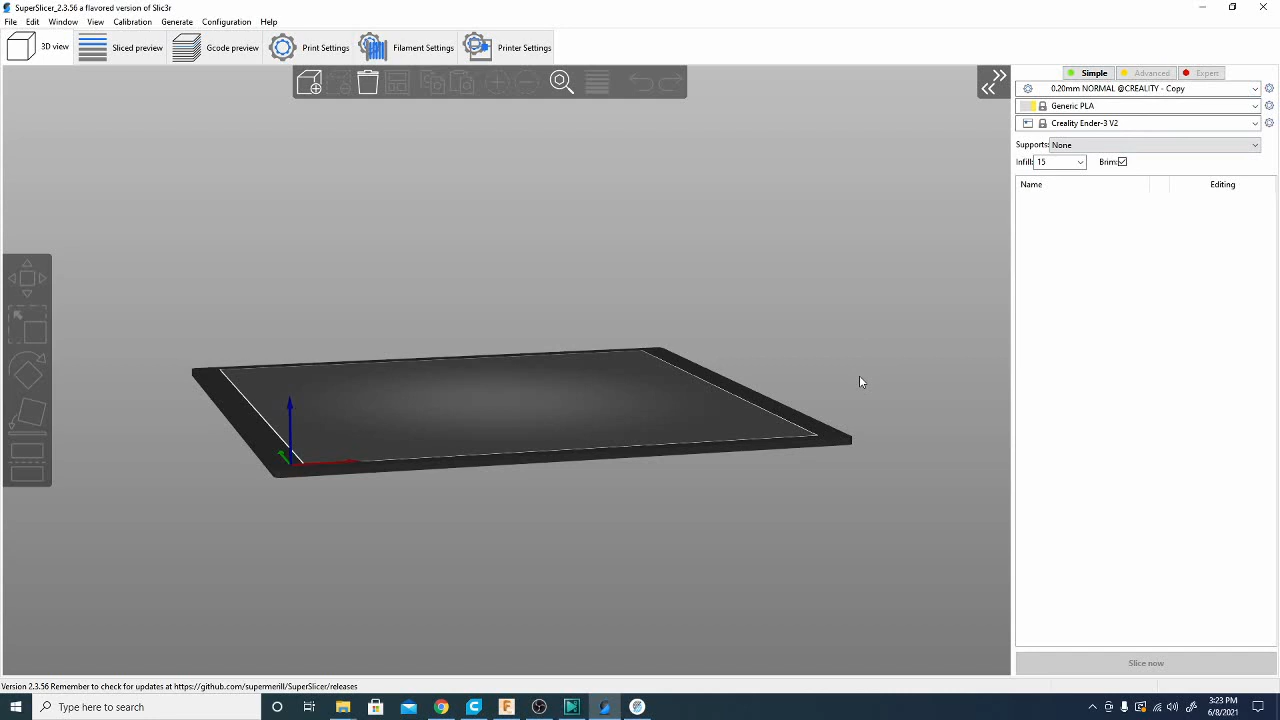 SuperSlicer_2.3.56 a flavored version of Slic3r
File Edit Window View Calibration Generate Configuration Help
3D view Sliced preview Gcode preview Print Settings Filament Settings Printer Settings
Simple Advanced Expert
0.20mm NORMAL @CREALITY - Copy
Generic PLA
Creality Ender-3 V2
Supports: None
Infill: 15 Brim:
Name Editing
Slice now
Version 2.3.56 Remember to check for updates at https://github.com/supermerill/SuperSlicer/releases
Type here to search
3:23 PM
6/8/2021